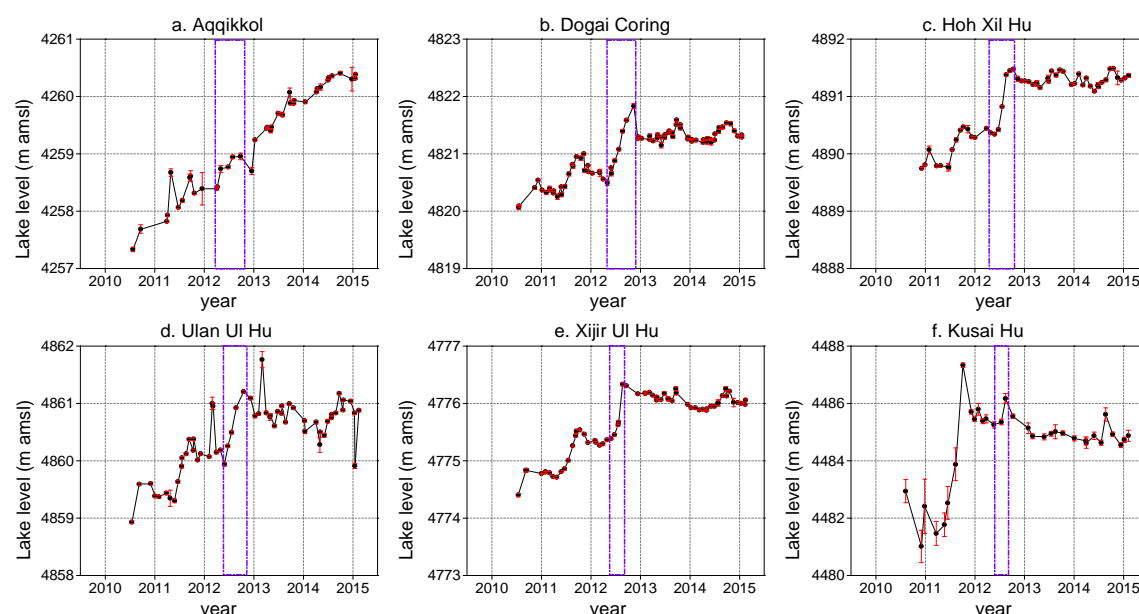 a. Aqqikkol
b. Dogai Coring
c. Hoh Xil Hu
Lake level (m amsl)
4261
4260
4259
4258
4257
2010 2011 2012 2013 2014 2015
year
Lake level (m amsl)
4823
4822
4821
4820
4819
2010 2011 2012 2013 2014 2015
year
Lake level (m amsl)
4892
4891
4890
4889
4888
2010 2011 2012 2013 2014 2015
year
d. Ulan Ul Hu
e. Xijir Ul Hu
f. Kusai Hu
Lake level (m amsl)
4862
4861
4860
4859
4858
2010 2011 2012 2013 2014 2015
year
Lake level (m amsl)
4777
4776
4775
4774
4773
2010 2011 2012 2013 2014 2015
year
Lake level (m amsl)
4488
4486
4484
4482
4480
2010 2011 2012 2013 2014 2015
year